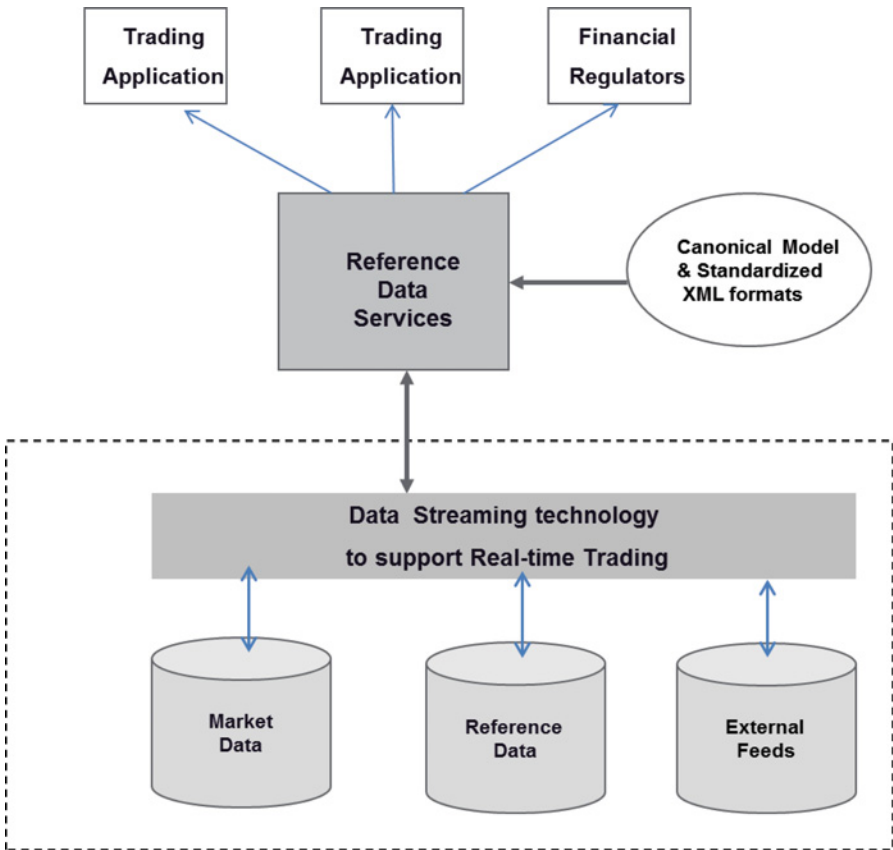 Trading
Application
Trading
Application
Financial
Regulators
Reference
Data
Services
Canonical Model
& Standardized
XML formats
Data Streaming technology
to support Real-time Trading
Market
Data
Reference
Data
External
Feeds